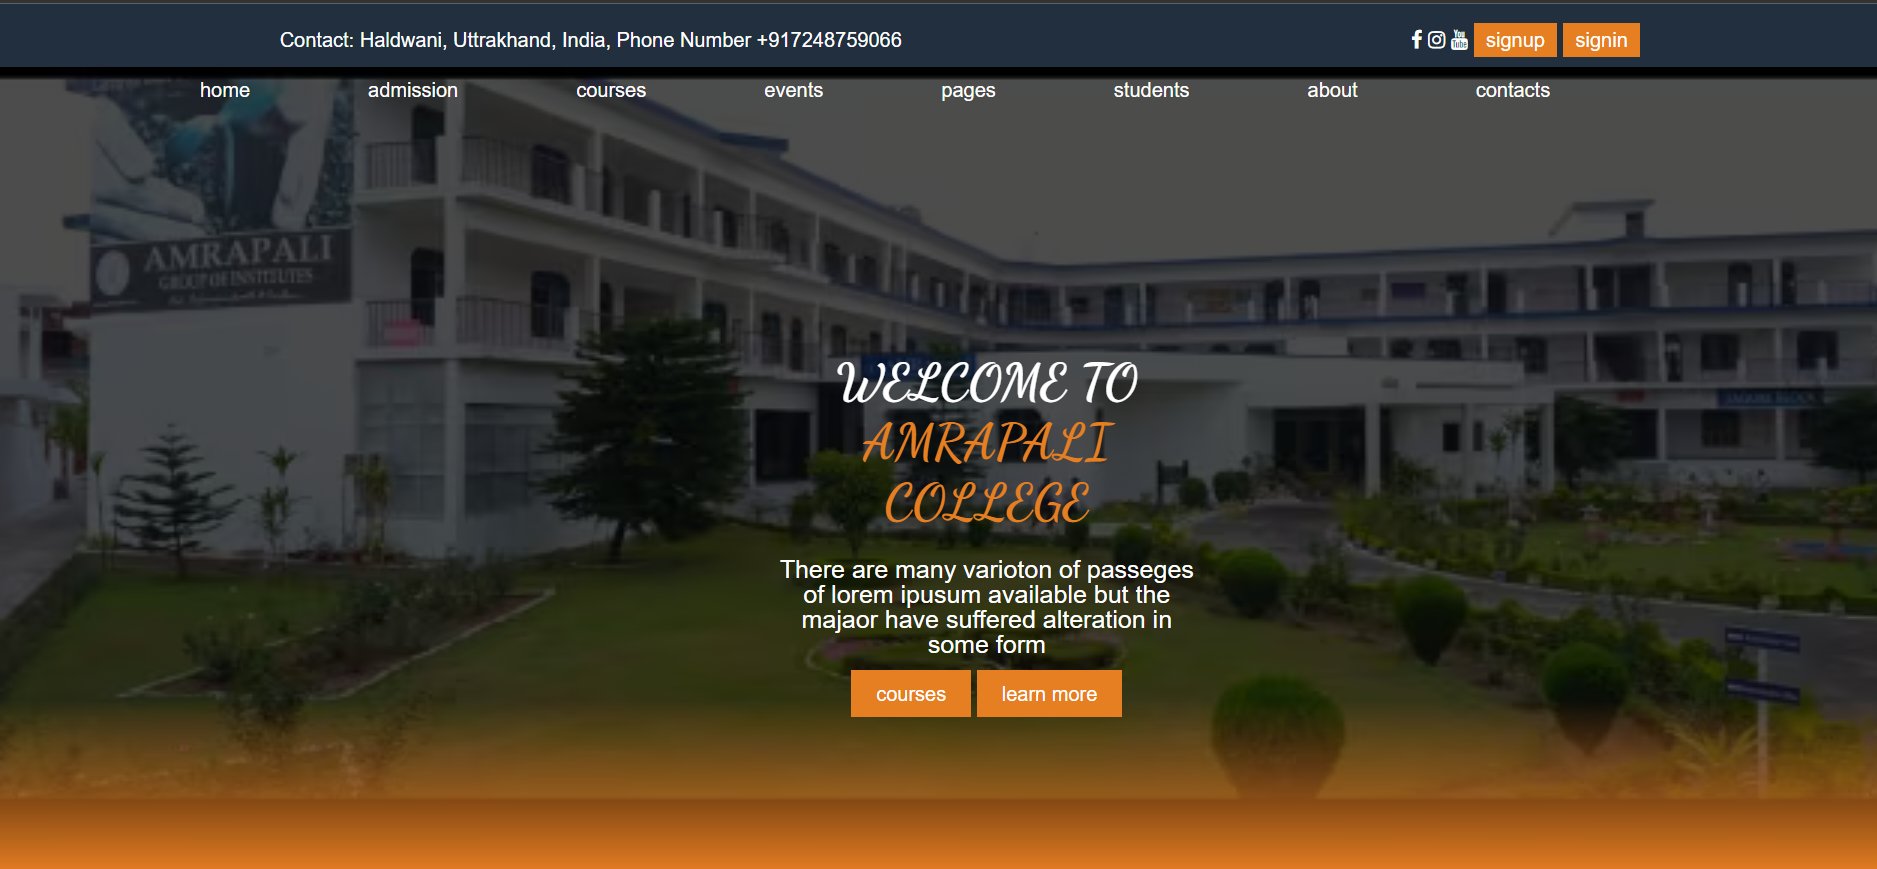 Contact: Haldwani, Uttrakhand, India, Phone Number +917248759066
signup
signin
home
admission
courses
events
pages
students
about
contacts
AMRAPALI
GROUP OF INSTITUTES
WELCOME TO
AMRAPALI
COLLEGE
There are many varioton of passeges
of lorem ipusum available but the
majaor have suffered alteration in
some form
courses
learn more